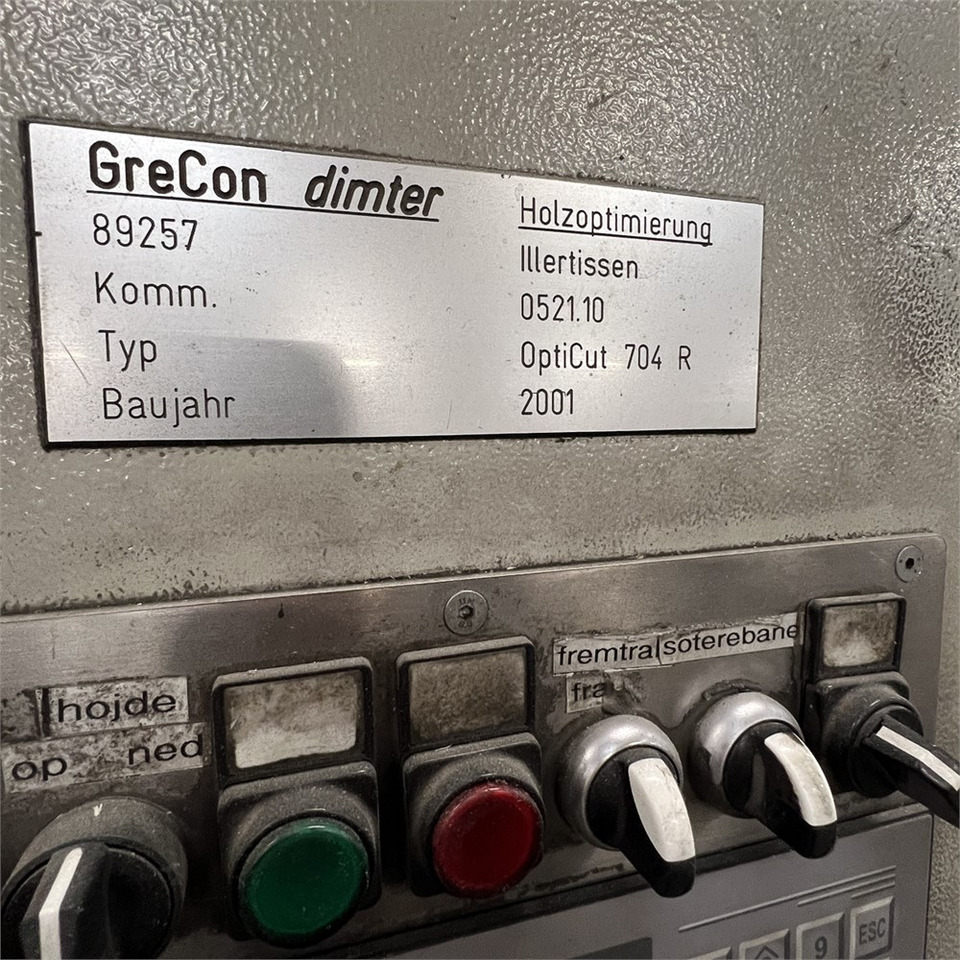 GreCon dimter Holzoptimierung
89257 Illertissen
Komm. 0521.10
Typ OptiCut 704 R
Baujahr 2001
fremtral soterebane
fra
hojde
op ned
9 ESC